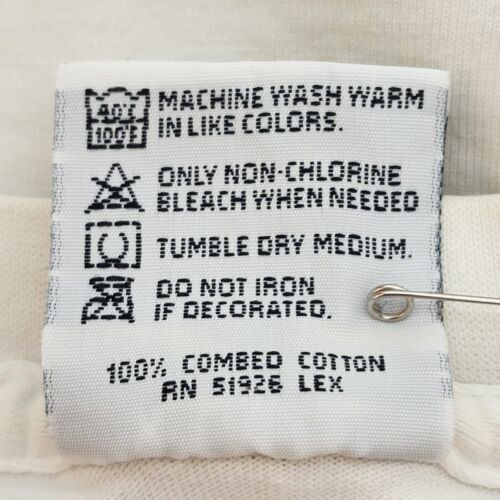 40°C
100°F
MACHINE WASH WARM
IN LIKE COLORS.
ONLY NON-CHLORINE
BLEACH WHEN NEEDED
TUMBLE DRY MEDIUM.
DO NOT IRON
IF DECORATED.
100% COMBED COTTON
RN 51926 LEX